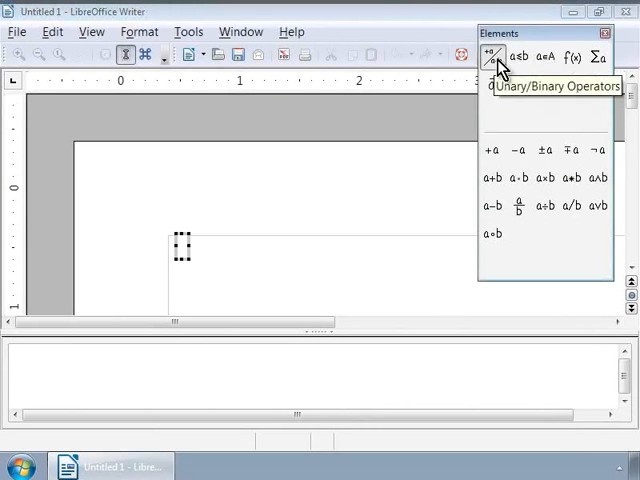 Untitled 1 - LibreOffice Writer
File Edit View Format Tools Window Help
Elements
+a/a a≤b a∈A f(x) Σa
Unary/Binary Operators
0 1 2
+a -a ±a ∓a ¬a
a+b a·b a×b a∗b a∧b
a−b a/b a÷b a/b a∨b
a∘b
0
1
Untitled 1 - Libre...